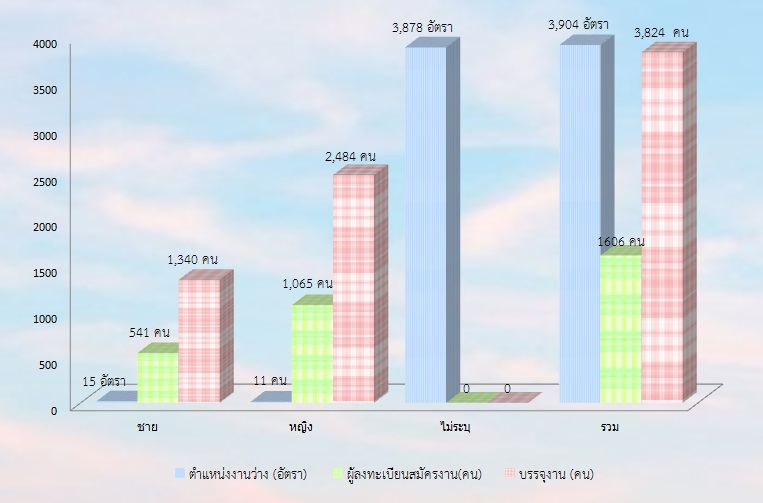 3,878 อัตรา
3,904 อัตรา
3,824 คน
4000
3500
3000
2,484 คน
2500
2000
1606 คน
1,340 คน
1500
1,065 คน
1000
541 คน
500
15 อัตรา
11 คน
0
0
0
ชาย
หญิง
ไม่ระบุ
รวม
ตำแหน่งงานว่าง (อัตรา)
ผู้ลงทะเบียนสมัครงาน(คน)
บรรจุงาน (คน)